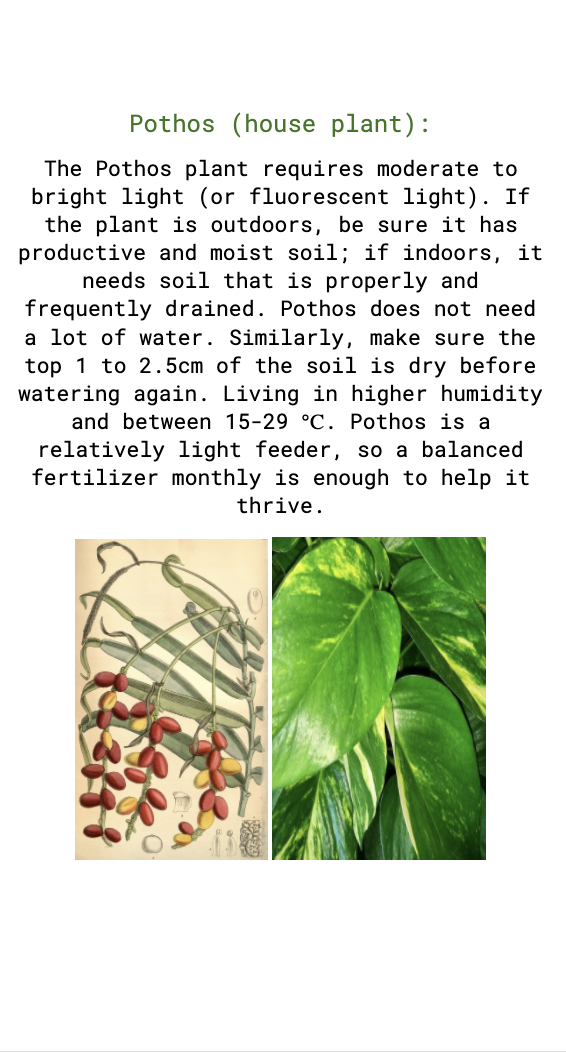 Pothos (house plant):
The Pothos plant requires moderate to
bright light (or fluorescent light). If
the plant is outdoors, be sure it has
productive and moist soil; if indoors, it
needs soil that is properly and
frequently drained. Pothos does not need
a lot of water. Similarly, make sure the
top 1 to 2.5cm of the soil is dry before
watering again. Living in higher humidity
and between 15-29 ℃. Pothos is a
relatively light feeder, so a balanced
fertilizer monthly is enough to help it
thrive.